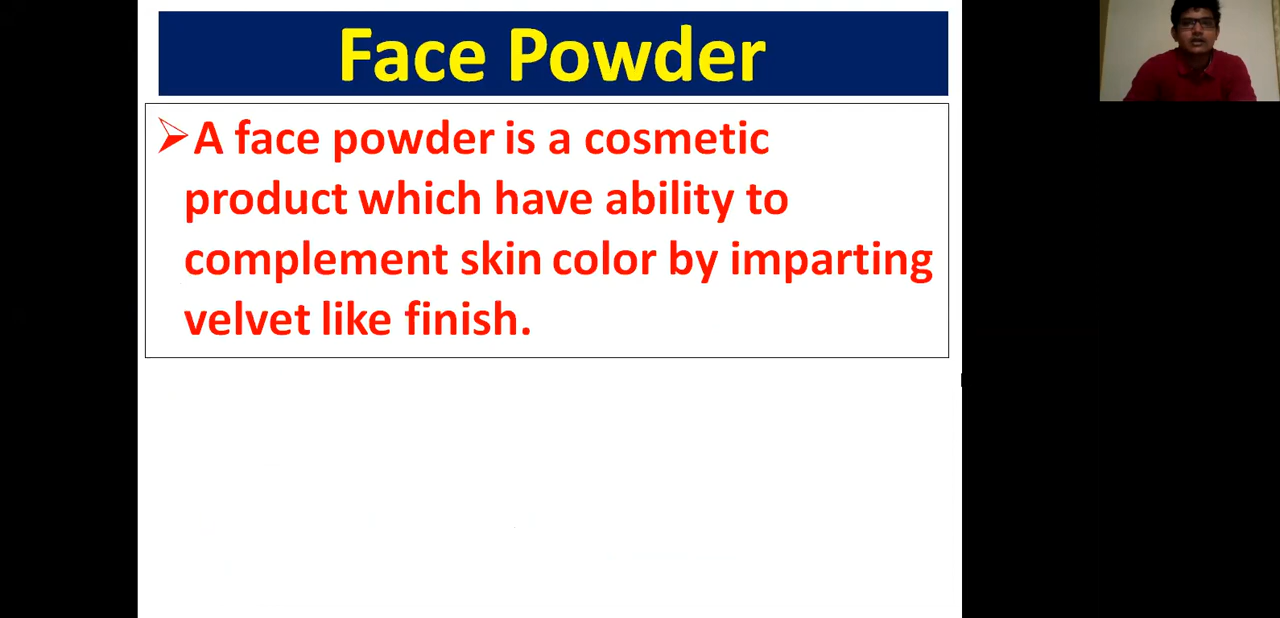 Face Powder
➢A face powder is a cosmetic
product which have ability to
complement skin color by imparting
velvet like finish.